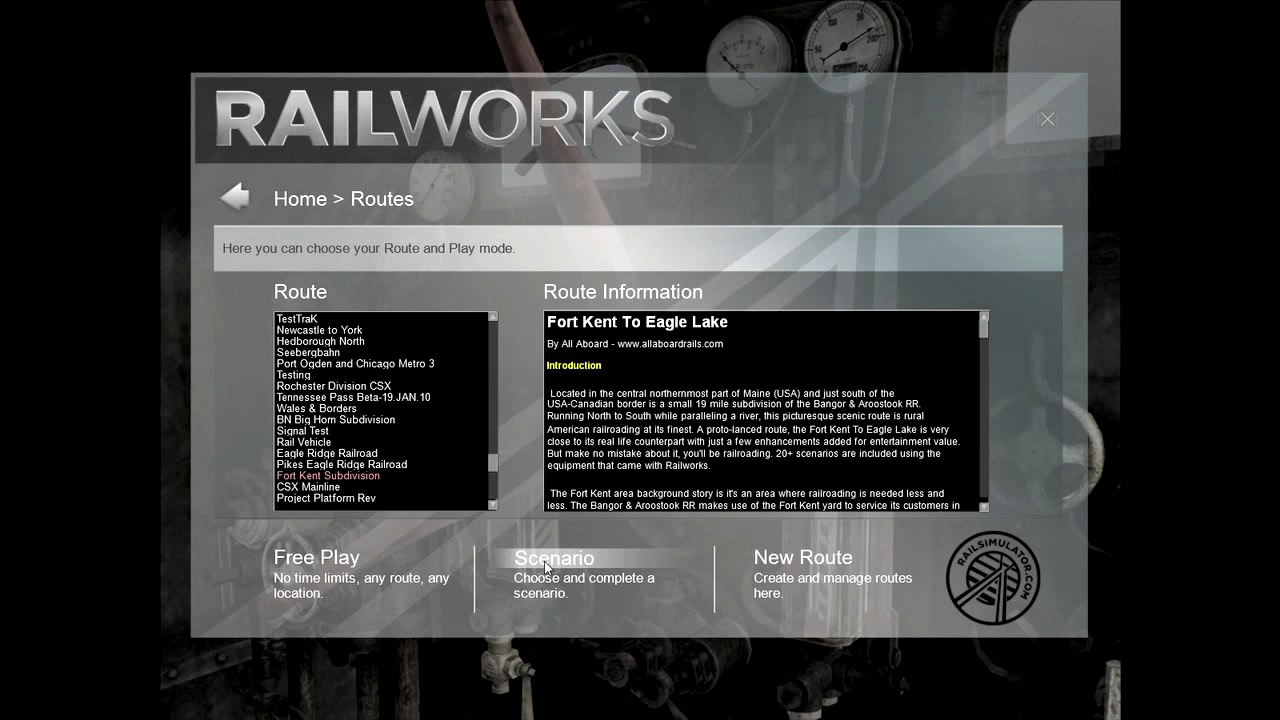 RAILWORKS
Home > Routes
Here you can choose your Route and Play mode.
Route
TestTraK
Newcastle to York
Hedborough North
Seebergbahn
Port Ogden and Chicago Metro 3
Testing
Rochester Division CSX
Tennessee Pass Beta-19.JAN.10
Wales & Borders
BN Big Horn Subdivision
Signal Test
Rail Vehicle
Eagle Ridge Railroad
Pikes Eagle Ridge Railroad
Fort Kent Subdivision
CSX Mainline
Project Platform Rev
Route Information
Fort Kent To Eagle Lake
By All Aboard - www.allaboardrails.com
Introduction
Located in the central northernmost part of Maine (USA) and just south of the
USA-Canadian border is a small 19 mile subdivision of the Bangor & Aroostook RR.
Running North to South while paralleling a river, this picturesque scenic route is rural
American railroading at its finest. A proto-lanced route, the Fort Kent To Eagle Lake is very
close to its real life counterpart with just a few enhancements added for entertainment value.
But make no mistake about it, you'll be railroading. 20+ scenarios are included using the
equipment that came with Railworks.
The Fort Kent area background story is it's an area where railroading is needed less and
less. The Bangor & Aroostook RR makes use of the Fort Kent yard to service its customers in
Free Play
No time limits, any route, any
location.
Scenario
Choose and complete a
scenario.
New Route
Create and manage routes
here.
RAILSIMULATOR.COM